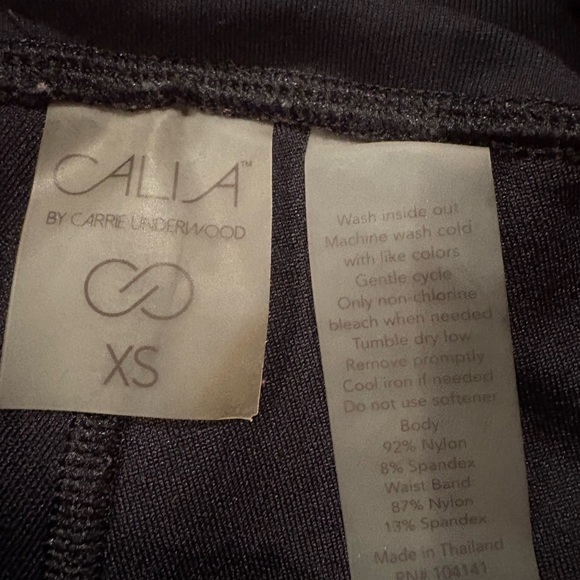 CALIA™
BY CARRIE UNDERWOOD
XS
Wash inside out
Machine wash cold
with like colors
Gentle cycle
Only non-chlorine
bleach when needed
Tumble dry low
Remove promptly
Cool iron if needed
Do not use softener
Body:
92% Nylon
8% Spandex
Waist Band:
87% Nylon
13% Spandex
Made in Thailand
RN# 104141